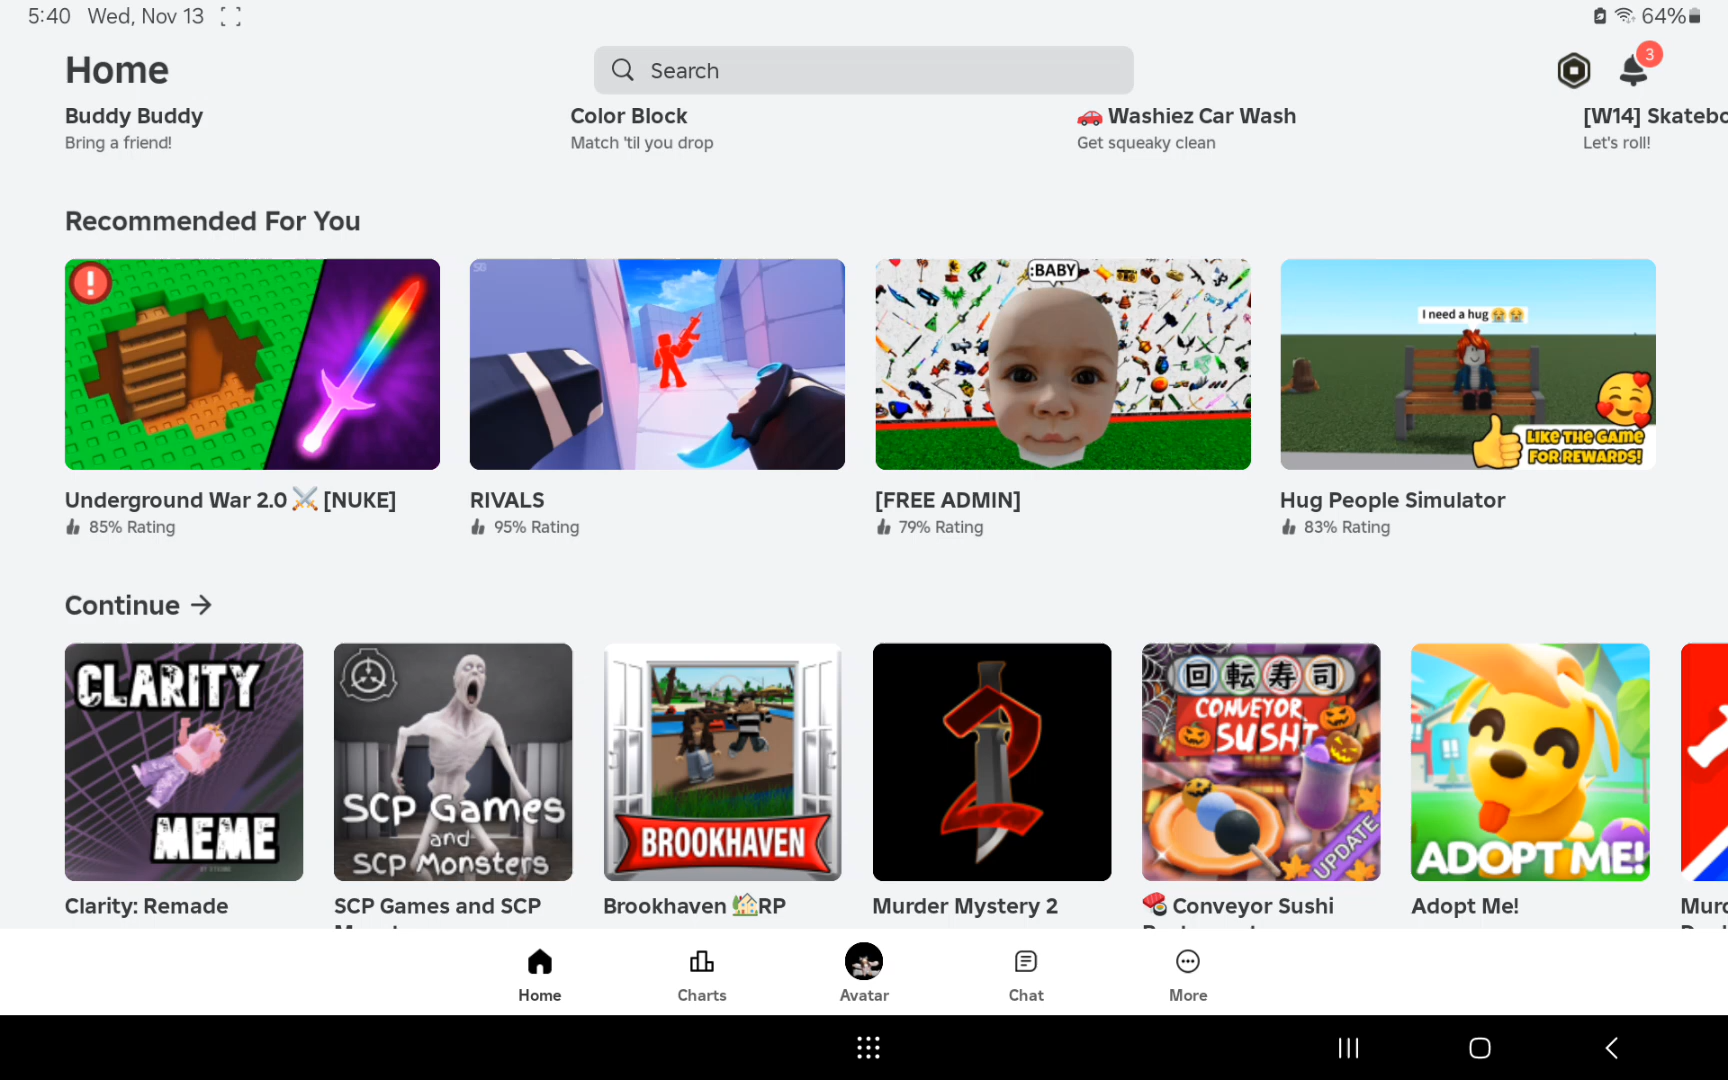 5:40 Wed, Nov 13 64%
Home
Search
3
Buddy Buddy
Bring a friend!
Color Block
Match 'til you drop
🚗 Washiez Car Wash
Get squeaky clean
[W14] Skatebo
Let's roll!
Recommended For You
:BABY
I need a hug 😭😭
LIKE THE GAME
FOR REWARDS!
Underground War 2.0 ⚔️ [NUKE]
85% Rating
RIVALS
95% Rating
[FREE ADMIN]
79% Rating
Hug People Simulator
83% Rating
Continue →
CLARITY
MEME
SCP Games
and
SCP Monsters
BROOKHAVEN
2
回転寿司
CONVEYOR
SUSHI
UPDATE
ADOPT ME!
Clarity: Remade
SCP Games and SCP
Brookhaven 🏡RP
Murder Mystery 2
🍣 Conveyor Sushi
Adopt Me!
Murd
Home
Charts
Avatar
Chat
More